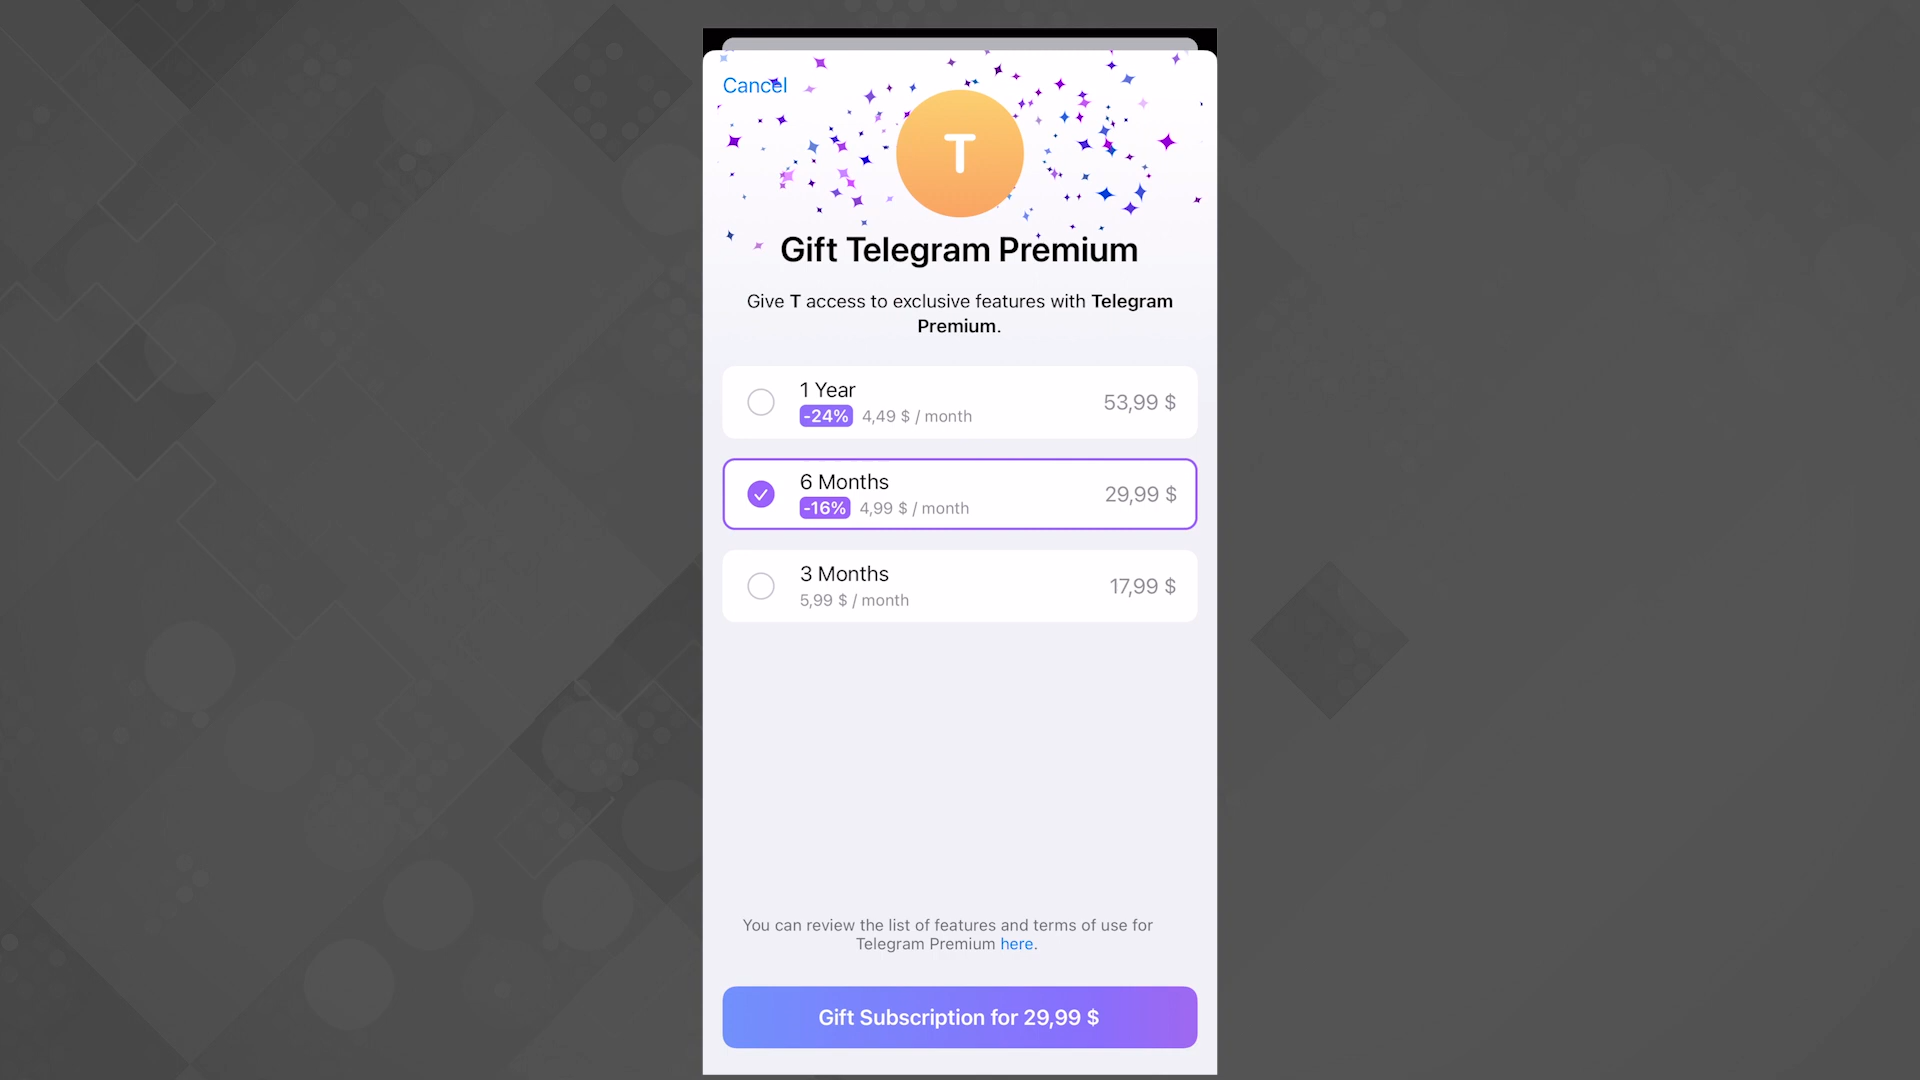 Cancel
T
Gift Telegram Premium
Give T access to exclusive features with Telegram
Premium.
1 Year
-24% 4,49 $ / month
53,99 $
6 Months
-16% 4,99 $ / month
29,99 $
3 Months
5,99 $ / month
17,99 $
You can review the list of features and terms of use for
Telegram Premium here.
Gift Subscription for 29,99 $